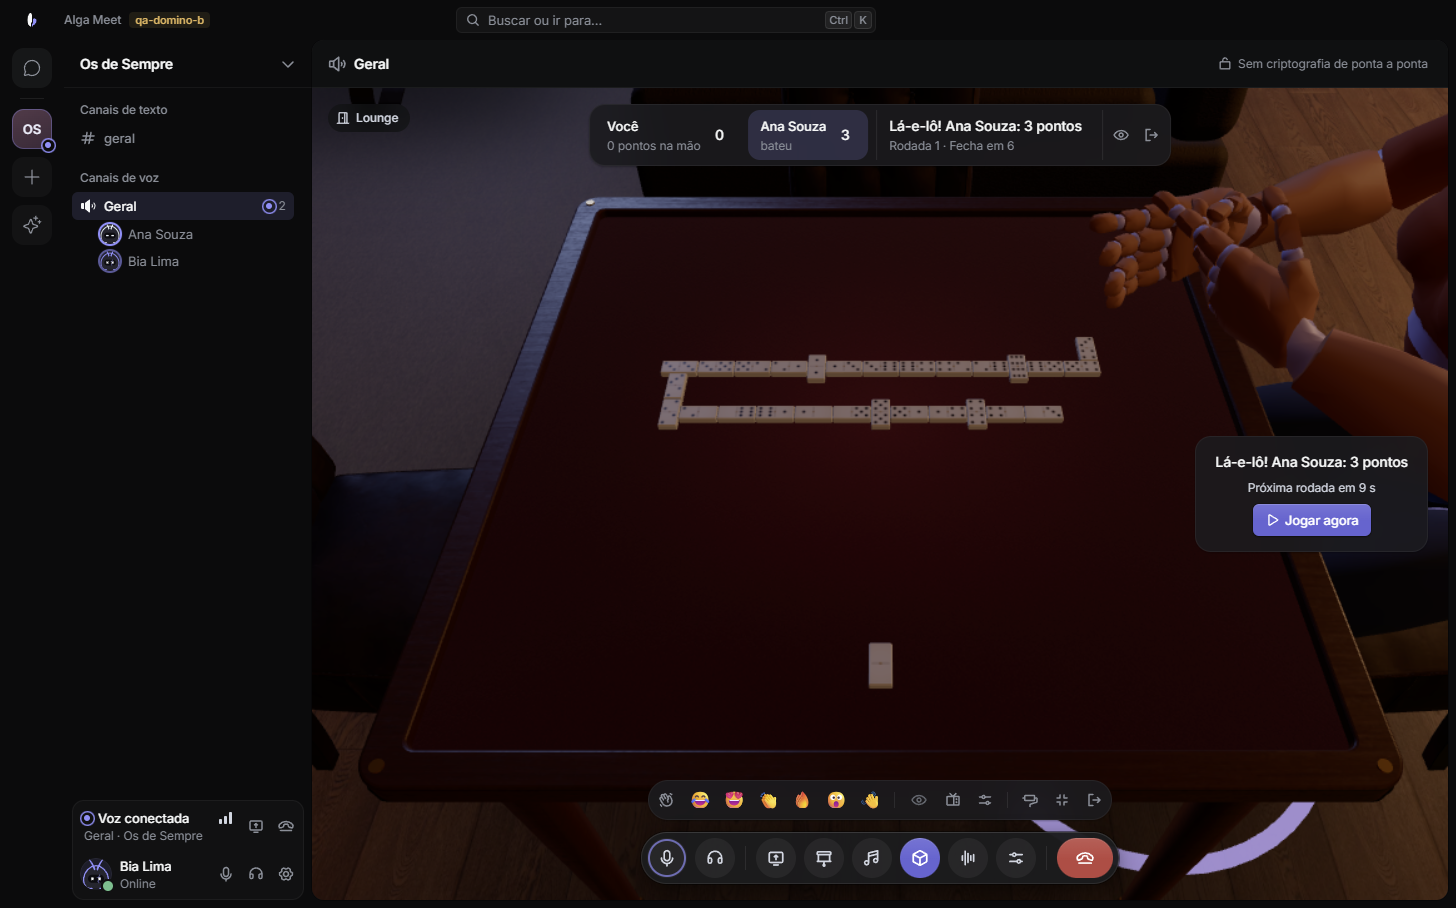 Alga Meet
qa-domino-b
Buscar ou ir para...
Ctrl
K
Os de Sempre
OS
Canais de texto
# geral
Canais de voz
Geral
2
Ana Souza
Bia Lima
Geral
Sem criptografia de ponta a ponta
Lounge
Você
0 pontos na mão
0
Ana Souza
bateu
3
Lá-e-lô! Ana Souza: 3 pontos
Rodada 1 · Fecha em 6
Lá-e-lô! Ana Souza: 3 pontos
Próxima rodada em 9 s
Jogar agora
Voz conectada
Geral · Os de Sempre
Bia Lima
Online